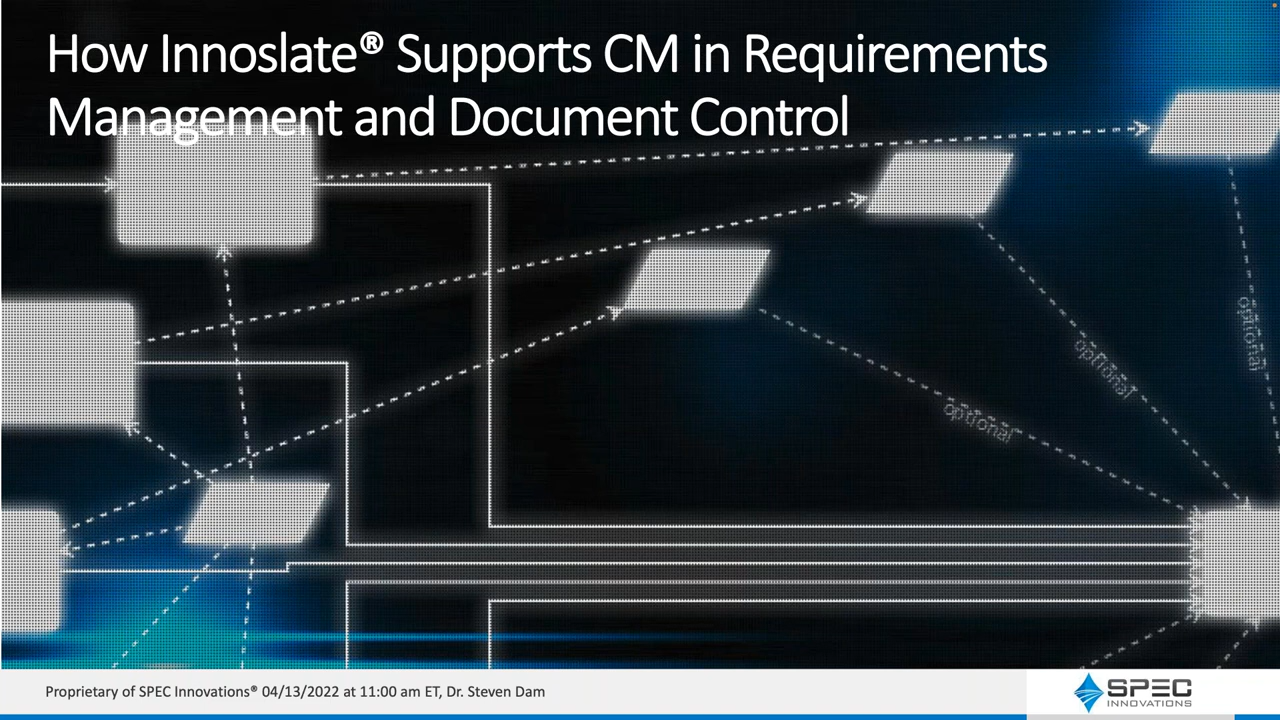 How Innoslate® Supports CM in Requirements
Management and Document Control
optional
optional
optional
Proprietary of SPEC Innovations® 04/13/2022 at 11:00 am ET, Dr. Steven Dam
SPEC
INNOVATIONS